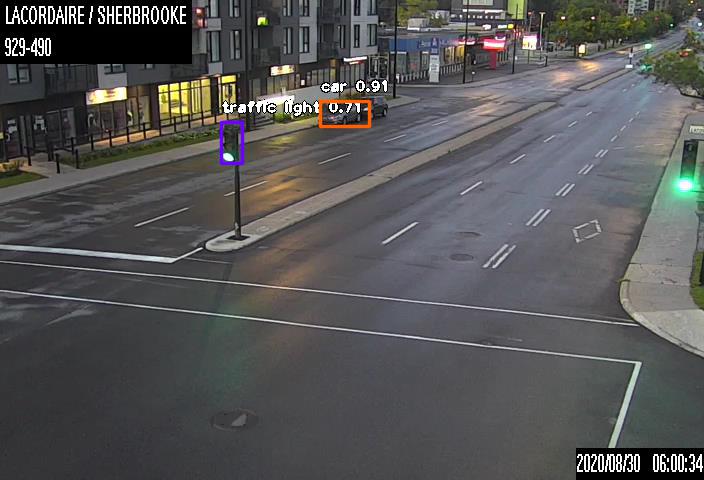 LACORDAIRE / SHERBROOKE
929-490
car 0.91
traffic light 0.71
2020/08/30 06:00:34